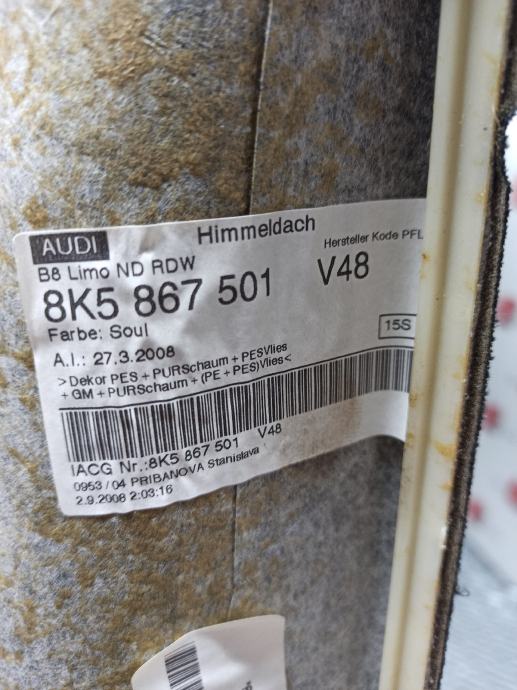 AUDI
Himmeldach
B8 Limo ND RDW
Hersteller Kode PFL
8K5 867 501 V48
Farbe: Soul
15S
A.I.: 27.3.2008
>Dekor PES + PURSchaum + PESVlies
+ GM + PURSchaum + (PE + PES)Vlies<
IACG Nr.:8K5 867 501 V48
0953 / 04 PRIBANOVA Stanislava
2.9.2008 2:03:16